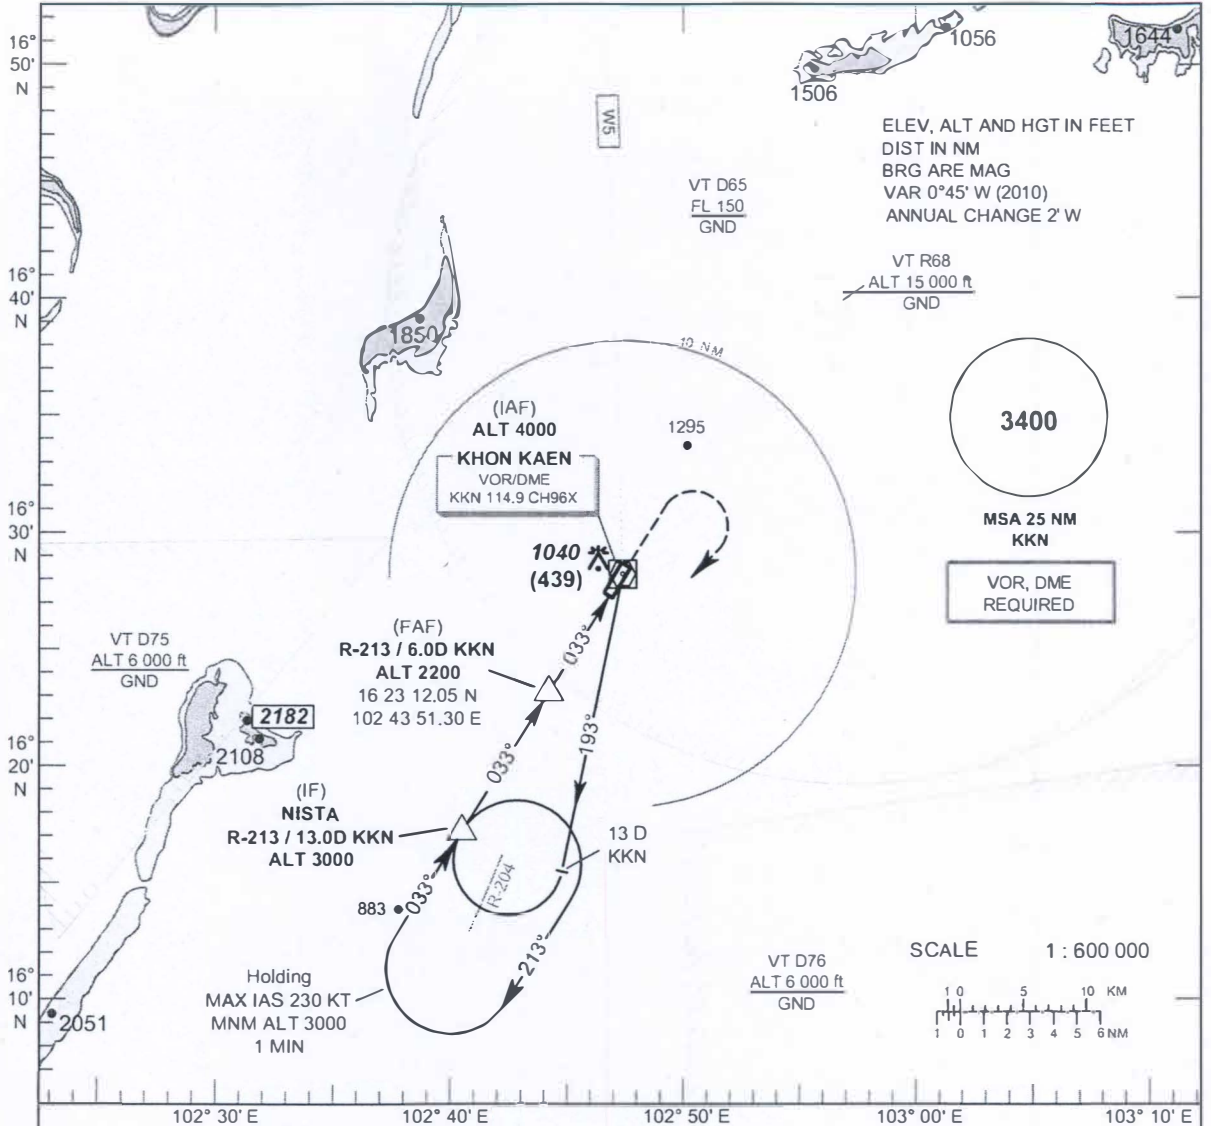 16°
50'
N
1056
1644
1506
W5
ELEV, ALT AND HGT IN FEET
DIST IN NM
BRG ARE MAG
VAR 0°45' W (2010)
ANNUAL CHANGE 2' W
VT D65
FL 150
GND
VT R68
ALT 15 000 ft
GND
16°
40'
N
1850
10 NM
(IAF)
ALT 4000
KHON KAEN
VOR/DME
KKN 114.9 CH96X
1295
3400
MSA 25 NM
KKN
VOR, DME
REQUIRED
16°
30'
N
1040
(439)
033°
(FAF)
R-213 / 6.0D KKN
ALT 2200
16 23 12.05 N
102 43 51.30 E
VT D75
ALT 6 000 ft
GND
2182
2108
16°
20'
N
193°
033°
(IF)
NISTA
R-213 / 13.0D KKN
ALT 3000
13 D
KKN
R-204
033°
883
213°
Holding
MAX IAS 230 KT
MNM ALT 3000
1 MIN
VT D76
ALT 6 000 ft
GND
SCALE 1 : 600 000
1 0 5 10 KM
1 0 1 2 3 4 5 6 NM
16°
10'
N
2051
102° 30' E
102° 40' E
102° 50' E
103° 00' E
103° 10' E